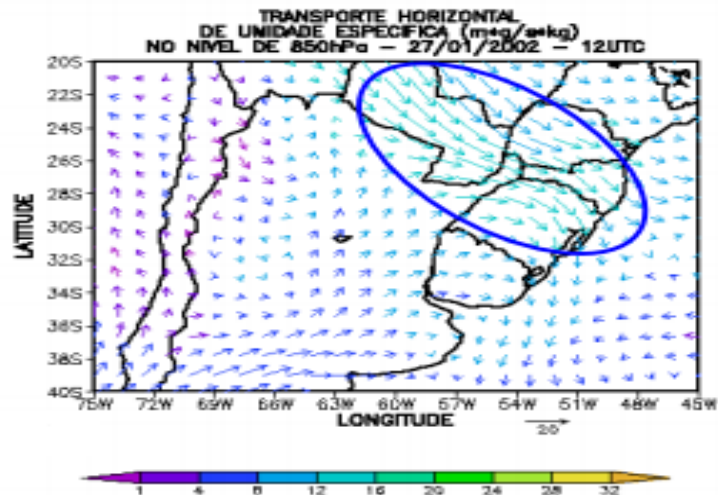 TRANSPORTE HORIZONTAL
DE UMIDADE ESPECIFICA (m*g/s*kg)
NO NIVEL DE 850hPa - 27/01/2002 - 12UTC
20S
22S
24S
26S
28S
30S
32S
34S
36S
38S
40S
LATITUDE
75W 72W 69W 66W 63W 60W 57W 54W 51W 48W 45W
LONGITUDE
20
1 4 8 12 16 20 24 28 32